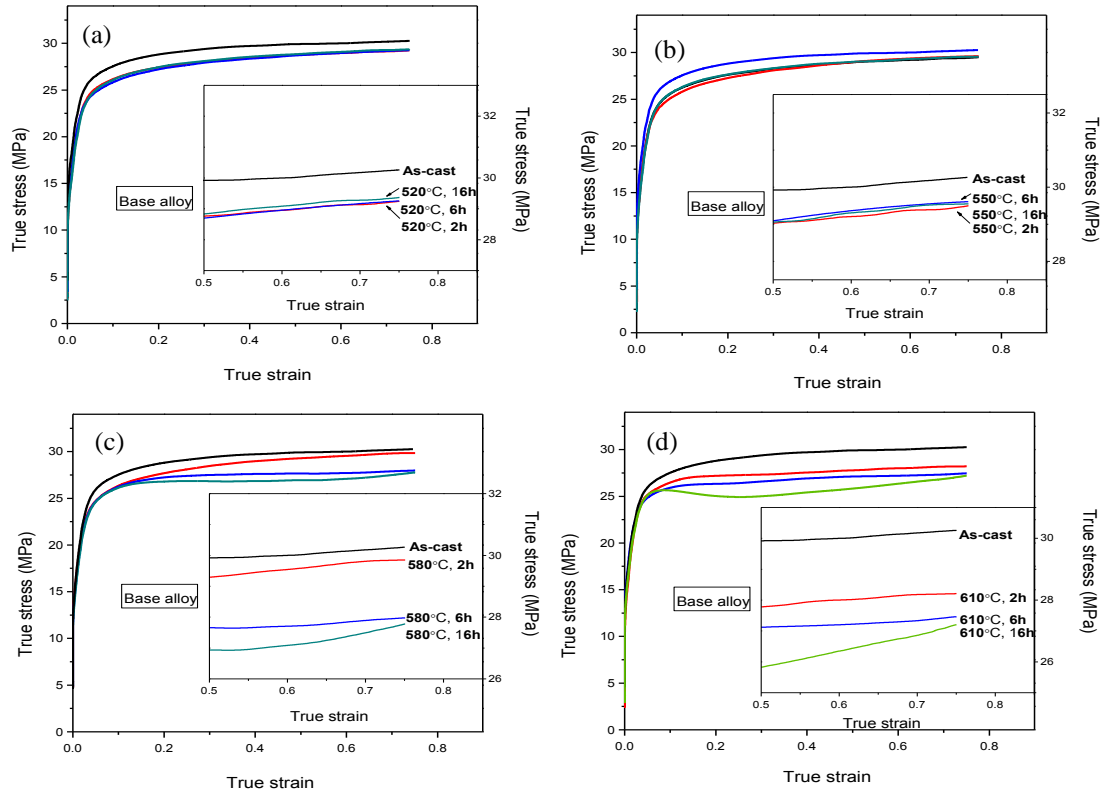 (a)
True stress (MPa)
30
25
20
15
10
5
0
0.0
0.2
0.4
0.6
0.8
True strain
Base alloy
As-cast
520°C, 16h
520°C, 6h
520°C, 2h
32
30
28
True stress (MPa)
0.5
0.6
0.7
0.8
True strain
(b)
True stress (MPa)
30
25
20
15
10
5
0
0.0
0.2
0.4
0.6
0.8
True strain
Base alloy
As-cast
550°C, 6h
550°C, 16h
550°C, 2h
32
30
28
True stress (MPa)
0.5
0.6
0.7
0.8
True strain
(c)
True stress (MPa)
30
25
20
15
10
5
0
0.0
0.2
0.4
0.6
0.8
True strain
Base alloy
As-cast
580°C, 2h
580°C, 6h
580°C, 16h
32
30
28
26
True stress (MPa)
0.5
0.6
0.7
0.8
True strain
(d)
True stress (MPa)
30
25
20
15
10
5
0
0.0
0.2
0.4
0.6
0.8
True strain
Base alloy
As-cast
610°C, 2h
610°C, 6h
610°C, 16h
30
28
26
True stress (MPa)
0.5
0.6
0.7
0.8
True strain